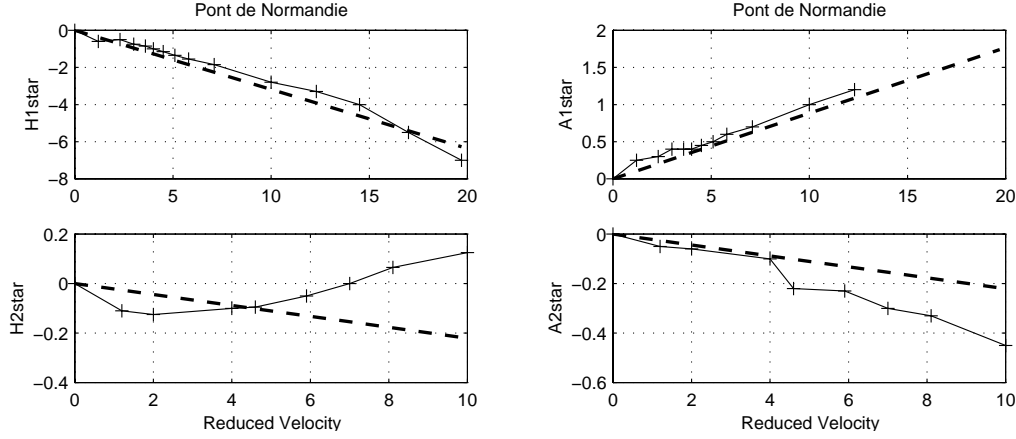 Pont de Normandie
0
−2
−4
−6
−8
H1star
0 5 10 15 20
Pont de Normandie
2
1.5
1
0.5
0
A1star
0 5 10 15 20
0.2
0
−0.2
−0.4
H2star
0 2 4 6 8 10
Reduced Velocity
0
−0.2
−0.4
−0.6
A2star
0 2 4 6 8 10
Reduced Velocity